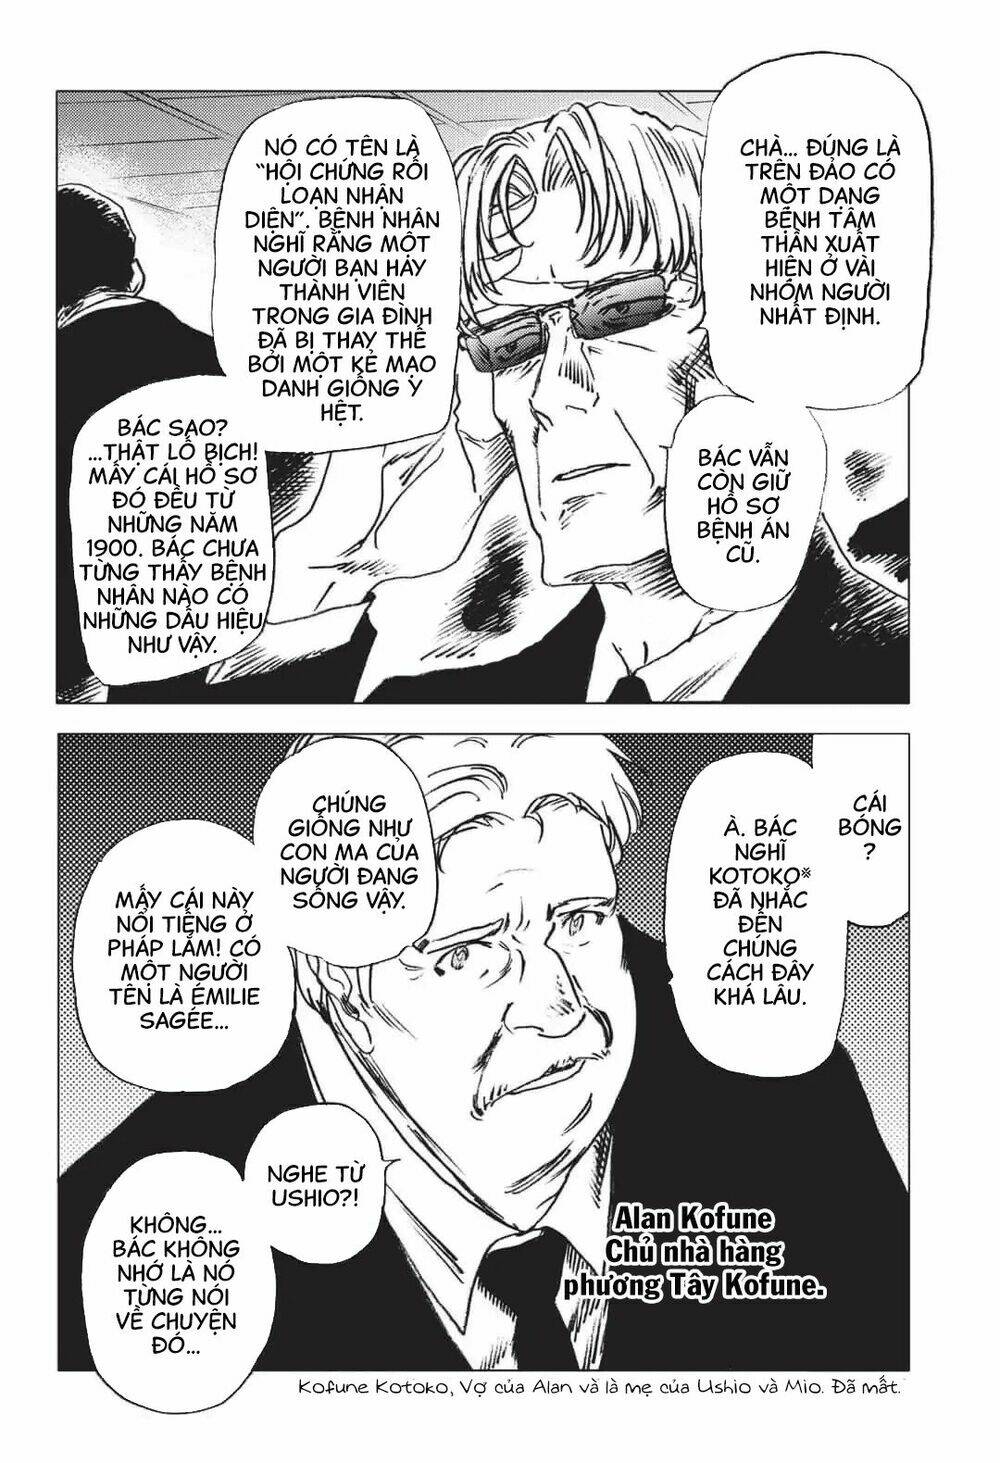 CHÀ... ĐÚNG LÀ
TRÊN ĐẢO CÓ
MỘT DẠNG
BỆNH TÂM
THẦN XUẤT
HIỆN Ở VÀI
NHÓM NGƯỜI
NHẤT ĐỊNH.
BÁC VẪN
CÒN GIỮ
HỒ SƠ
BỆNH ÁN
CŨ.
NÓ CÓ TÊN LÀ
“HỘI CHỨNG RỐI
LOẠN NHẬN
DIỆN”. BỆNH NHÂN
NGHĨ RẰNG MỘT
NGƯỜI BẠN HAY
THÀNH VIÊN
TRONG GIA ĐÌNH
ĐÃ BỊ THAY THẾ
BỞI MỘT KẺ MẠO
DANH GIỐNG Y
HỆT.
BÁC SAO?
...THẬT LỐ BỊCH!
MẤY CÁI HỒ SƠ
ĐÓ ĐỀU TỪ
NHỮNG NĂM
1900. BÁC CHƯA
TỪNG THẤY BỆNH
NHÂN NÀO CÓ
NHỮNG DẤU HIỆU
NHƯ VẬY.
CÁI
BÓNG
?
À. BÁC
NGHĨ
KOTOKO※
ĐÃ NHẮC
ĐẾN
CHÚNG
CÁCH ĐÂY
KHÁ LÂU.
CHÚNG
GIỐNG NHƯ
CON MA CỦA
NGƯỜI ĐANG
SỐNG VẬY.
MẤY CÁI NÀY
NỔI TIẾNG Ở
PHÁP LẮM! CÓ
MỘT NGƯỜI
TÊN LÀ ÉMILIE
SAGÉE...
NGHE TỪ
USHIO?!
KHÔNG...
BÁC KHÔNG
NHỚ LÀ NÓ
TỪNG NÓI
VỀ CHUYỆN
ĐÓ...
Alan Kofune
Chủ nhà hàng
phương Tây Kofune.
Kofune Kotoko, Vợ của Alan và là mẹ của Ushio và Mio. Đã mất.